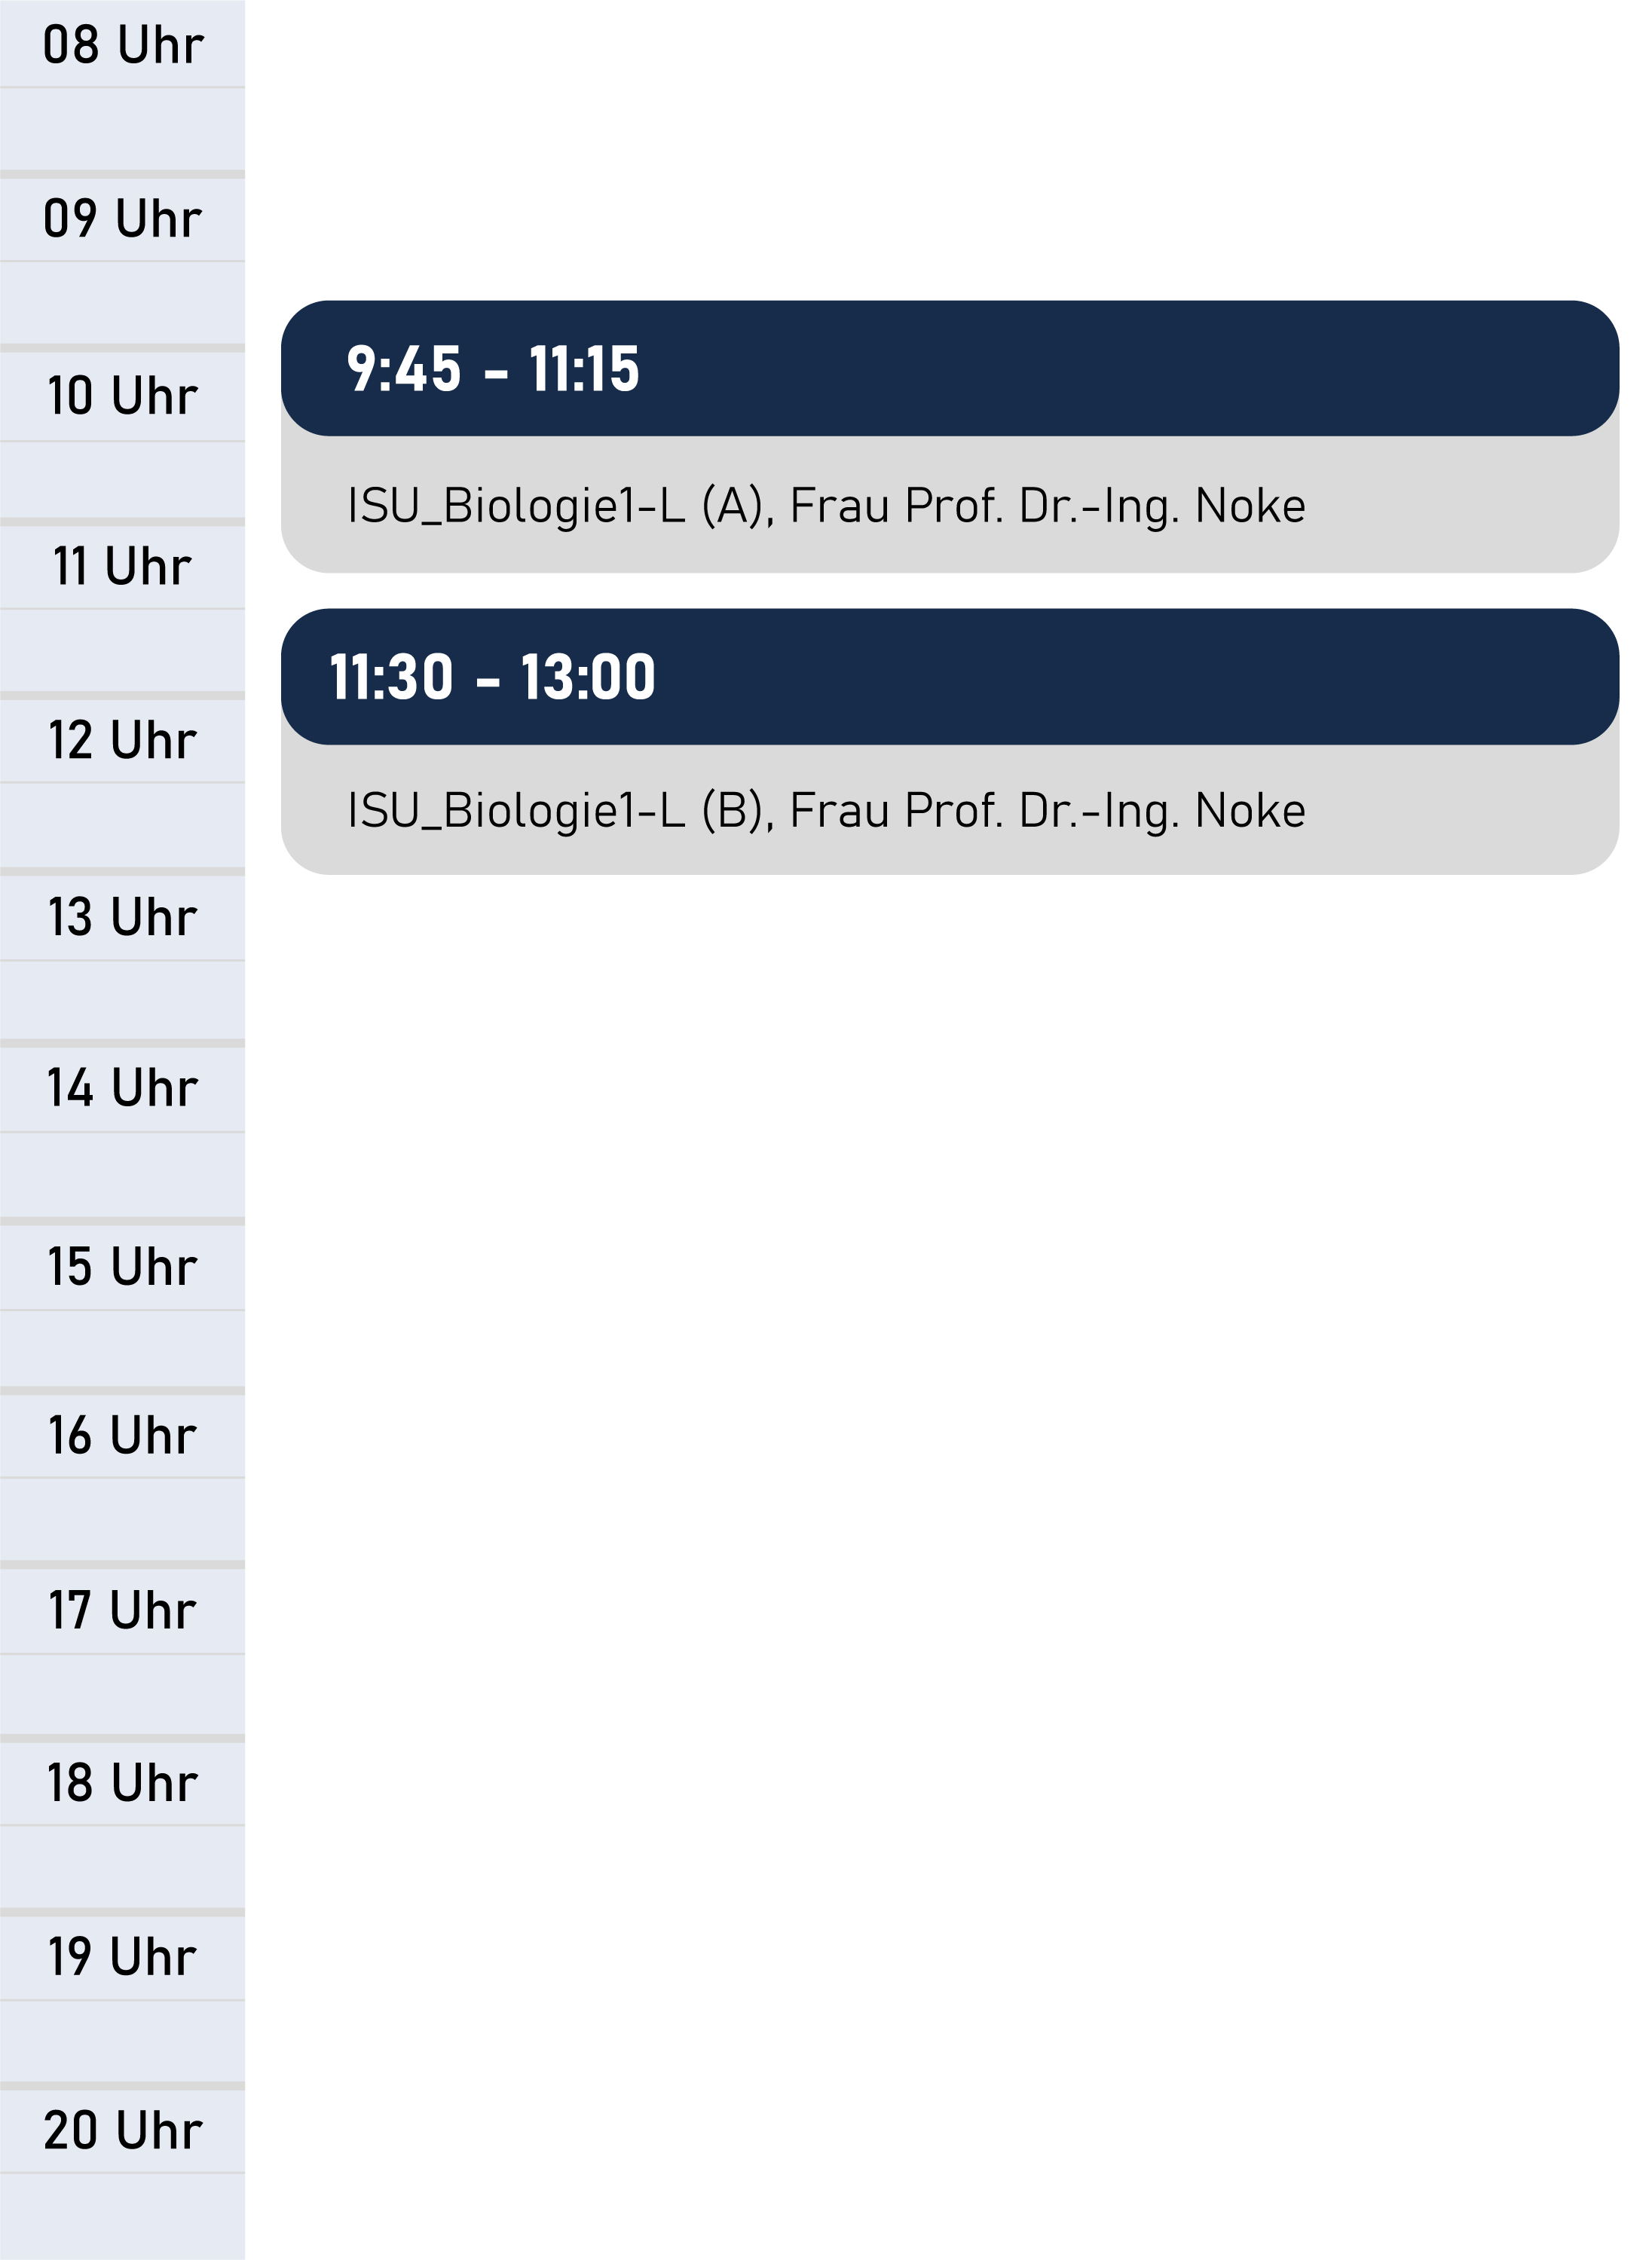 08 Uhr
09 Uhr
9:45 - 11:15
10 Uhr
ISU_Biologie1-L (A), Frau Prof. Dr.-Ing. Noke
11 Uhr
11:30 - 13:00
12 Uhr
ISU_Biologie1-L (B), Frau Prof. Dr.-Ing. Noke
13 Uhr
14 Uhr
15 Uhr
16 Uhr
17 Uhr
18 Uhr
19 Uhr
20 Uhr